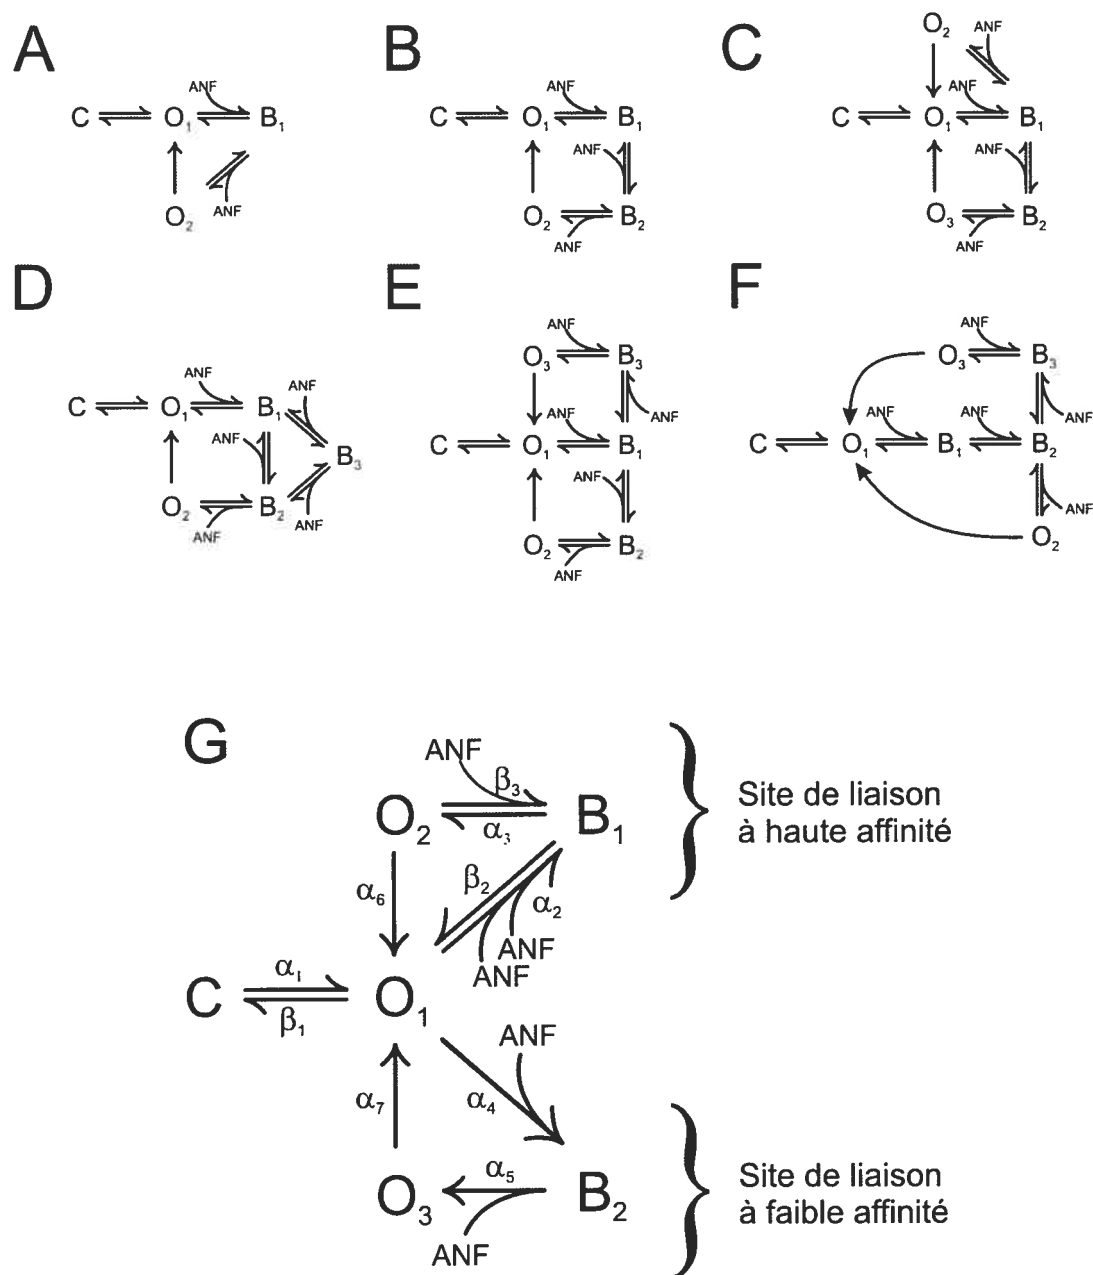 A
B
C
ANF
C O₁ B₁
ANF
O₂
ANF
C O₁ B₁
ANF
O₂ B₂
ANF
O₂ ANF
ANF
C O₁ B₁
ANF
O₃ B₂
ANF
D
E
F
ANF ANF
C O₁ B₁
ANF
B₃
O₂ B₂ ANF
ANF
ANF
O₃ B₃
ANF ANF
C O₁ B₁
ANF
O₂ B₂
ANF
ANF
O₃ B₃
ANF ANF ANF
C O₁ B₁ B₂
ANF
O₂
G
ANF
β₃
O₂ B₁
α₃
Site de liaison
à haute affinité
β₂
α₆ α₂
ANF
ANF
α₁
C O₁
β₁
ANF
α₇ α₄
α₅
O₃ B₂
ANF
Site de liaison
à faible affinité